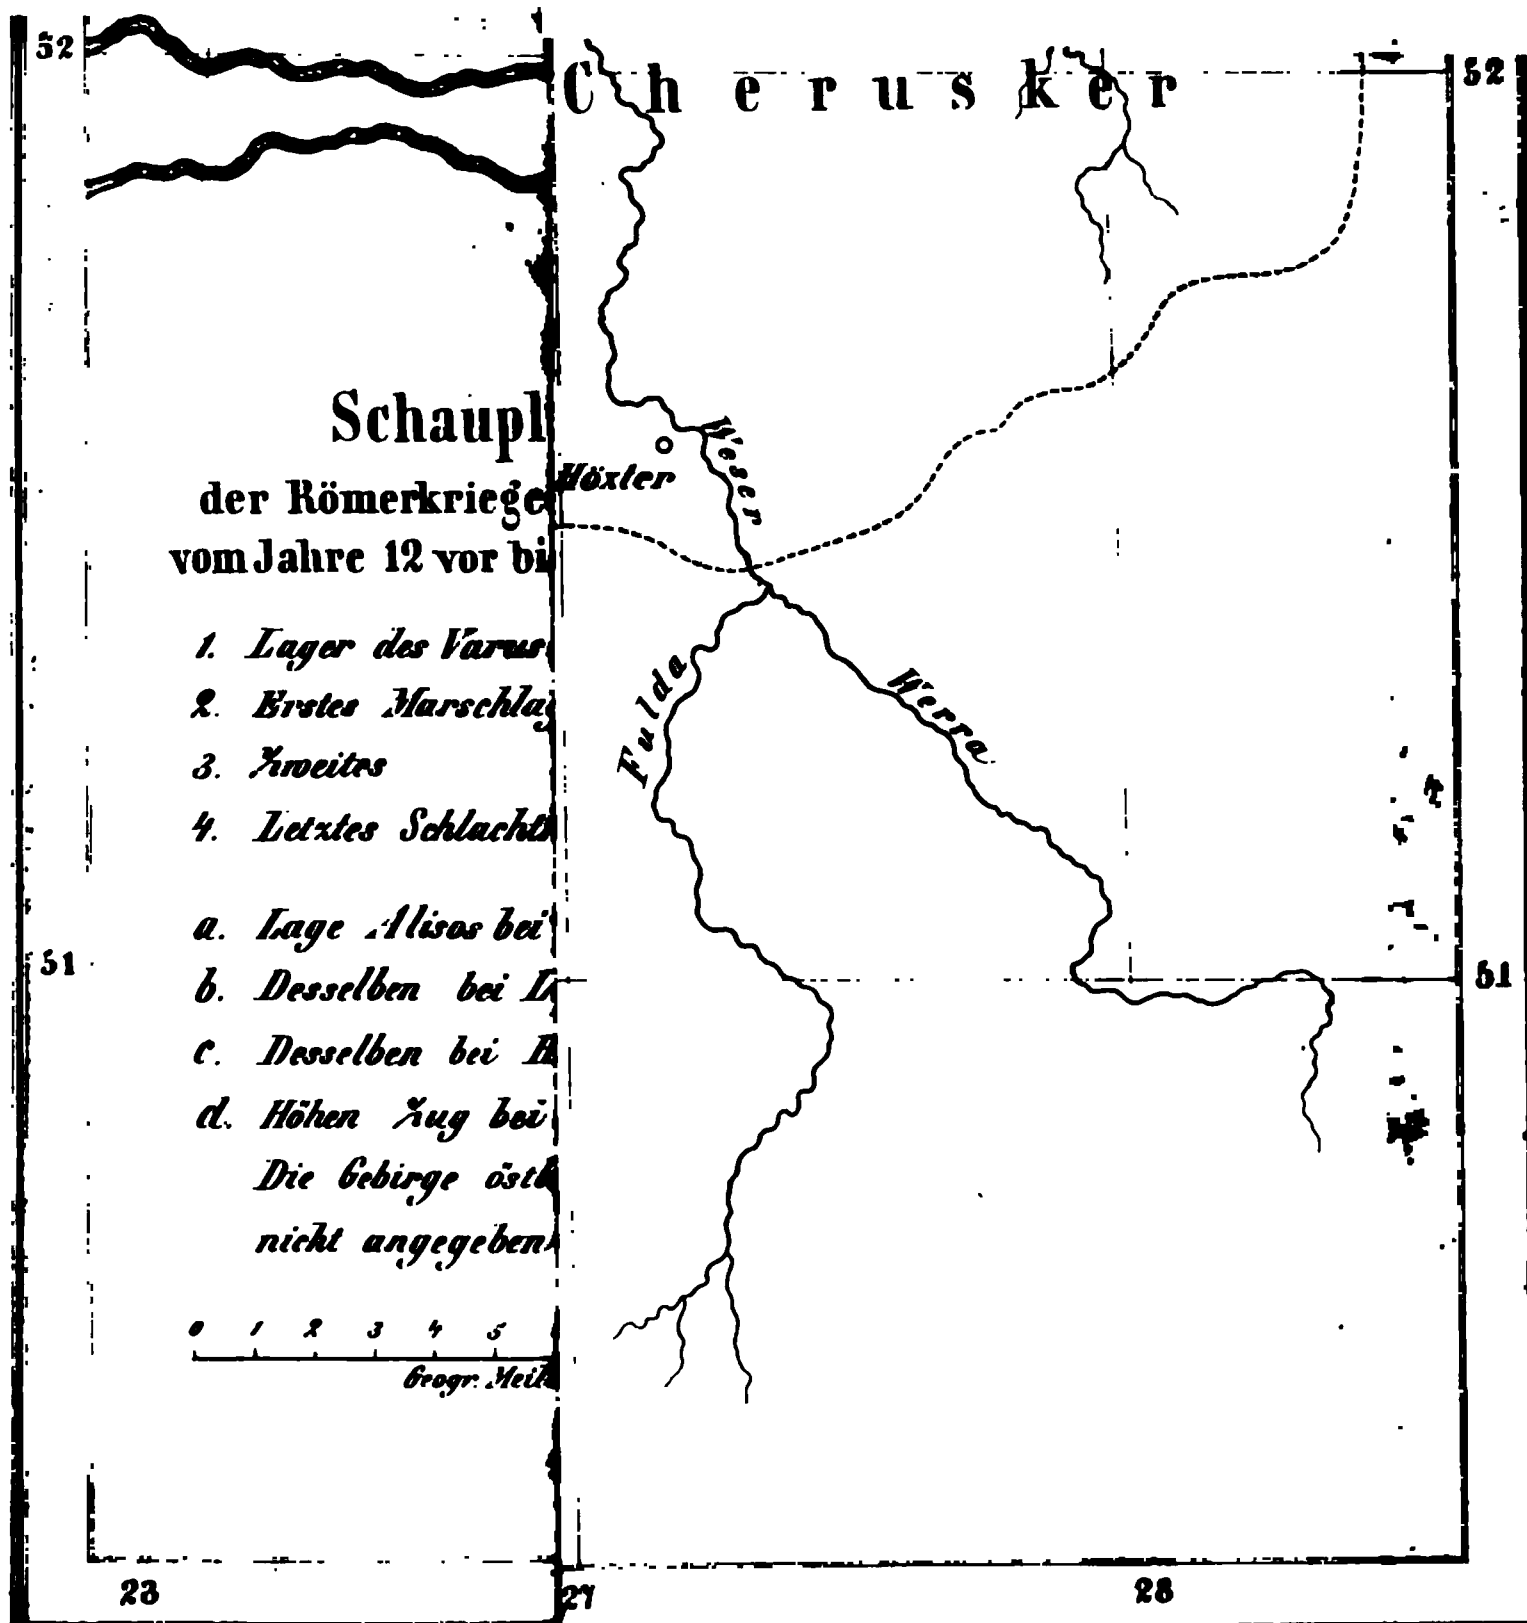 52
Cherusker
52
Schaupl
der Römerkriege
vom Jahre 12 vor bi
1. Lager des Varus
2. Erstes Marschlag
3. Zweites
4. Letztes Schlacht
a. Lage Alisos bei
b. Desselben bei
c. Desselben bei
d. Höhen Zug bei
Die Gebirge östl
nicht angegeben
0 1 2 3 4 5
Geogr. Meil
51
23
Höxter
Weser
Fulda
Werra
51
27
28